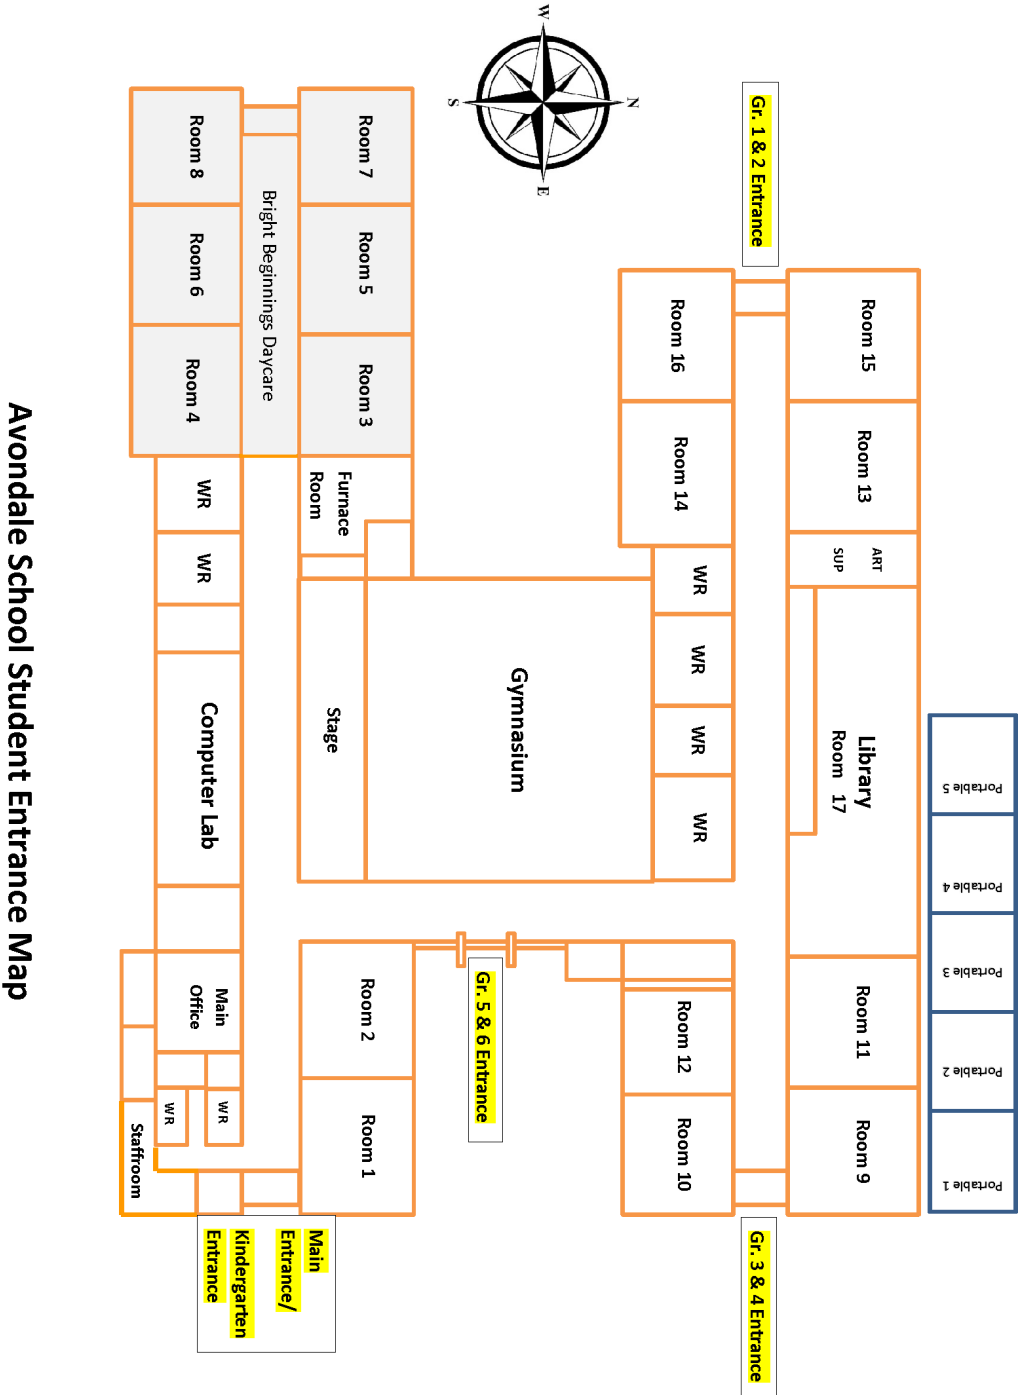 W
N
S
E
Gr. 1 & 2 Entrance
Room 15
Room 13
ART
SUP
Library
Room 17
Room 11
Room 9
Portable 5
Portable 4
Portable 3
Portable 2
Portable 1
Gr. 3 & 4 Entrance
Room 16
Room 14
WR
WR
WR
WR
Room 12
Room 10
Gymnasium
Gr. 5 & 6 Entrance
Stage
Room 7
Room 5
Room 3
Furnace
Room
Room 2
Room 1
Bright Beginnings Daycare
Main
Entrance/
Kindergarten
Entrance
Room 8
Room 6
Room 4
WR
WR
Computer Lab
Main
Office
WR
WR
Staffroom
Avondale School Student Entrance Map